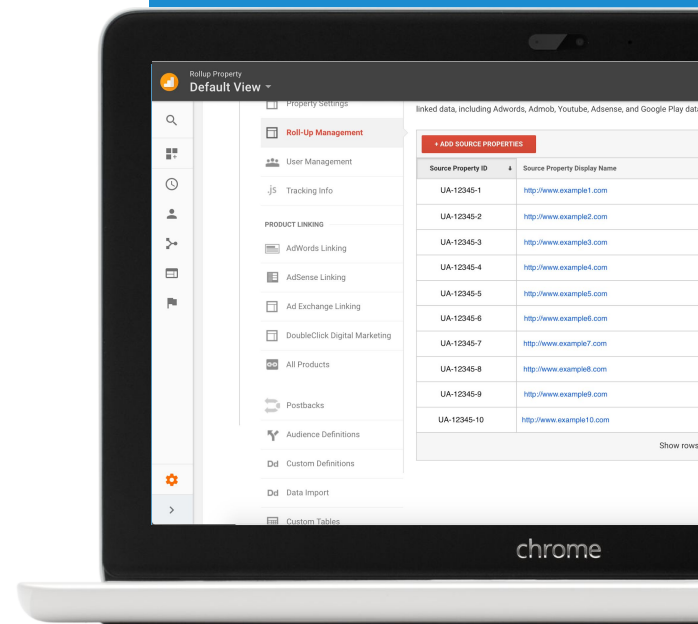 Rollup Property
Default View
Property Settings
Roll-Up Management
User Management
.js Tracking Info
PRODUCT LINKING
AdWords Linking
AdSense Linking
Ad Exchange Linking
DoubleClick Digital Marketing
All Products
Postbacks
Audience Definitions
Dd Custom Definitions
Dd Data Import
Custom Tables
linked data, including Adwords, Admob, Youtube, Adsense, and Google Play data
+ ADD SOURCE PROPERTIES
Source Property ID Source Property Display Name
UA-12345-1 http://www.example1.com
UA-12345-2 http://www.example2.com
UA-12345-3 http://www.example3.com
UA-12345-4 http://www.example4.com
UA-12345-5 http://www.example5.com
UA-12345-6 http://www.example6.com
UA-12345-7 http://www.example7.com
UA-12345-8 http://www.example8.com
UA-12345-9 http://www.example9.com
UA-12345-10 http://www.example10.com
Show rows
chrome